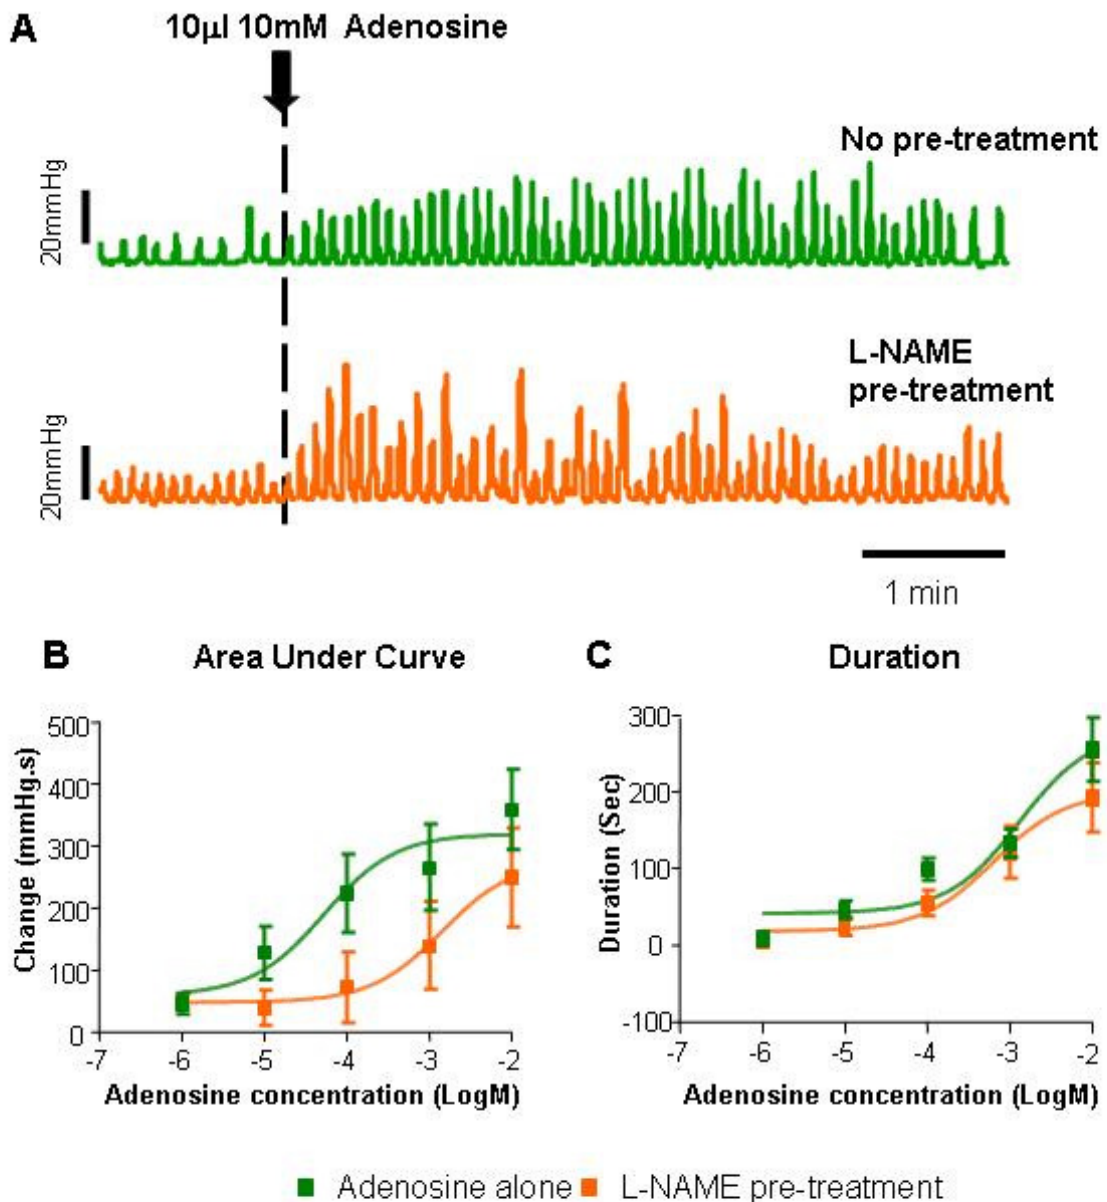 A
10µl 10mM Adenosine
No pre-treatment
20mmHg
L-NAME
pre-treatment
20mmHg
1 min
B Area Under Curve
Change (mmHg.s)
500
400
300
200
100
0
-7 -6 -5 -4 -3 -2
Adenosine concentration (LogM)
C Duration
Duration (Sec)
300
200
100
0
-100
-7 -6 -5 -4 -3 -2
Adenosine concentration (LogM)
Adenosine alone L-NAME pre-treatment